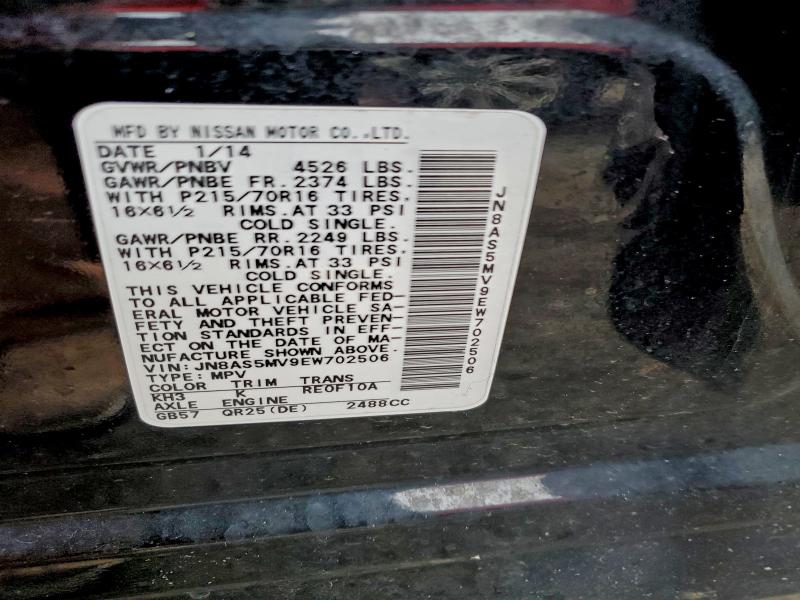 MFD BY NISSAN MOTOR CO.,LTD.
DATE 1/14
GVWR/PNBV 4526 LBS.
GAWR/PNBE FR. 2374 LBS.
WITH P215/70R16 TIRES.
16×6½ RIMS.AT 33 PSI
COLD SINGLE.
GAWR/PNBE RR. 2249 LBS.
WITH P215/70R16 TIRES.
16×6½ RIMS.AT 33 PSI
COLD SINGLE.
THIS VEHICLE CONFORMS
TO ALL APPLICABLE FED-
ERAL MOTOR VEHICLE SA-
FETY AND THEFT PREVEN-
TION STANDARDS IN EFF-
ECT ON THE DATE OF MA-
NUFACTURE SHOWN ABOVE.
VIN: JN8AS5MV9EW702506
TYPE: MPV
COLOR TRIM TRANS
KH3 K RE0F10A
AXLE ENGINE
GB57 QR25(DE) 2488CC
JN8AS5MV9EW702506